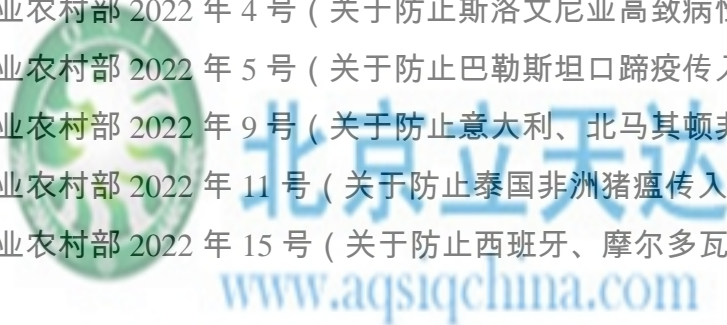 业农村部 2022 年 4 号（关于防止斯洛文尼亚高致病性
业农村部 2022 年 5 号（关于防止巴勒斯坦口蹄疫传入
业农村部 2022 年 9 号（关于防止意大利、北马其顿非
业农村部 2022 年 11 号（关于防止泰国非洲猪瘟传入
业农村部 2022 年 15 号（关于防止西班牙、摩尔多瓦
北京立天达
www.aqsiqchina.com